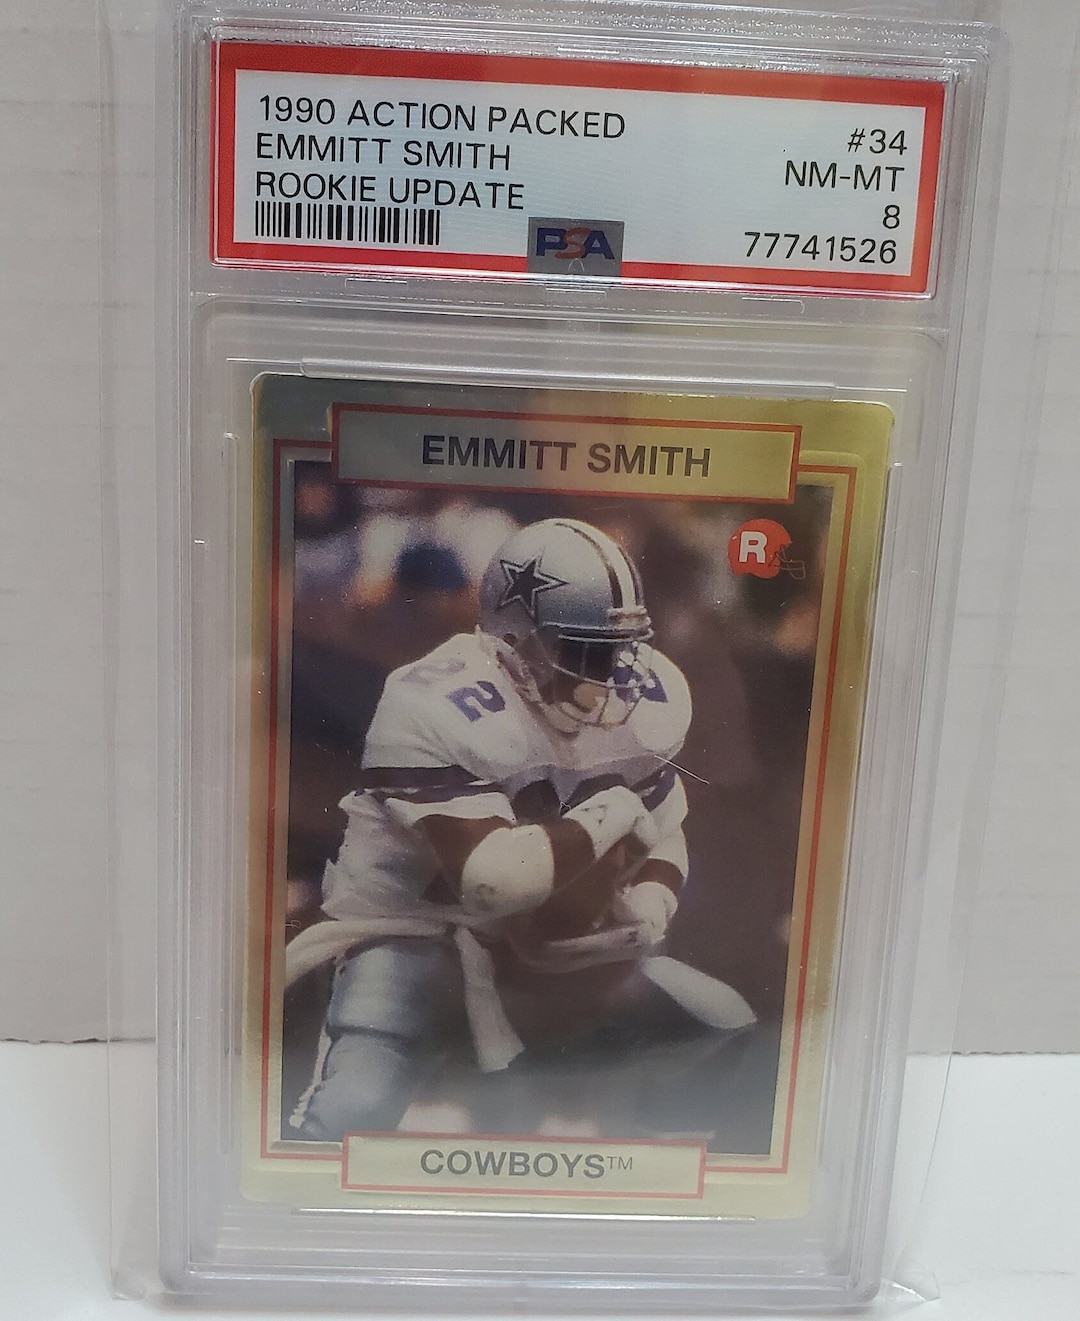 1990 ACTION PACKED
EMMITT SMITH
ROOKIE UPDATE
#34
NM-MT
8
77741526
PSA
EMMITT SMITH
R
22
COWBOYS™